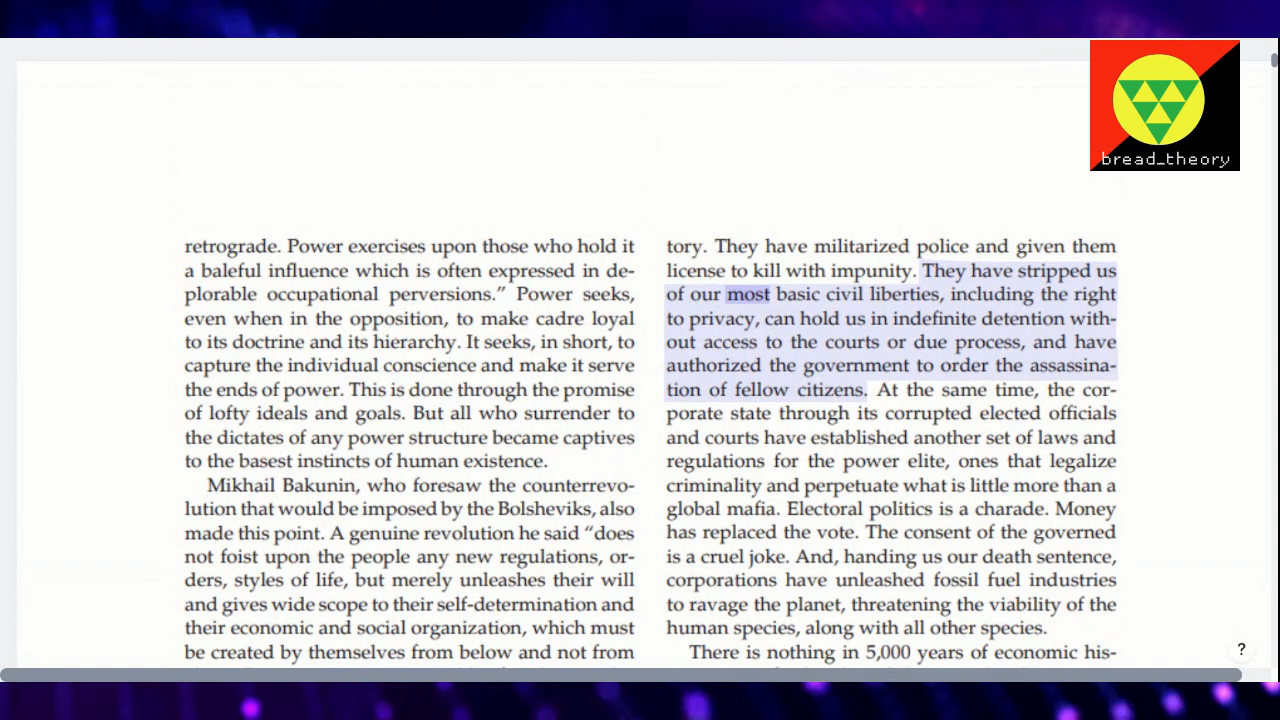 bread_theory
retrograde. Power exercises upon those who hold it
a baleful influence which is often expressed in de-
plorable occupational perversions.” Power seeks,
even when in the opposition, to make cadre loyal
to its doctrine and its hierarchy. It seeks, in short, to
capture the individual conscience and make it serve
the ends of power. This is done through the promise
of lofty ideals and goals. But all who surrender to
the dictates of any power structure became captives
to the basest instincts of human existence.
Mikhail Bakunin, who foresaw the counterrevo-
lution that would be imposed by the Bolsheviks, also
made this point. A genuine revolution he said “does
not foist upon the people any new regulations, or-
ders, styles of life, but merely unleashes their will
and gives wide scope to their self-determination and
their economic and social organization, which must
be created by themselves from below and not from
tory. They have militarized police and given them
license to kill with impunity. They have stripped us
of our most basic civil liberties, including the right
to privacy, can hold us in indefinite detention with-
out access to the courts or due process, and have
authorized the government to order the assassina-
tion of fellow citizens. At the same time, the cor-
porate state through its corrupted elected officials
and courts have established another set of laws and
regulations for the power elite, ones that legalize
criminality and perpetuate what is little more than a
global mafia. Electoral politics is a charade. Money
has replaced the vote. The consent of the governed
is a cruel joke. And, handing us our death sentence,
corporations have unleashed fossil fuel industries
to ravage the planet, threatening the viability of the
human species, along with all other species.
There is nothing in 5,000 years of economic his-
?